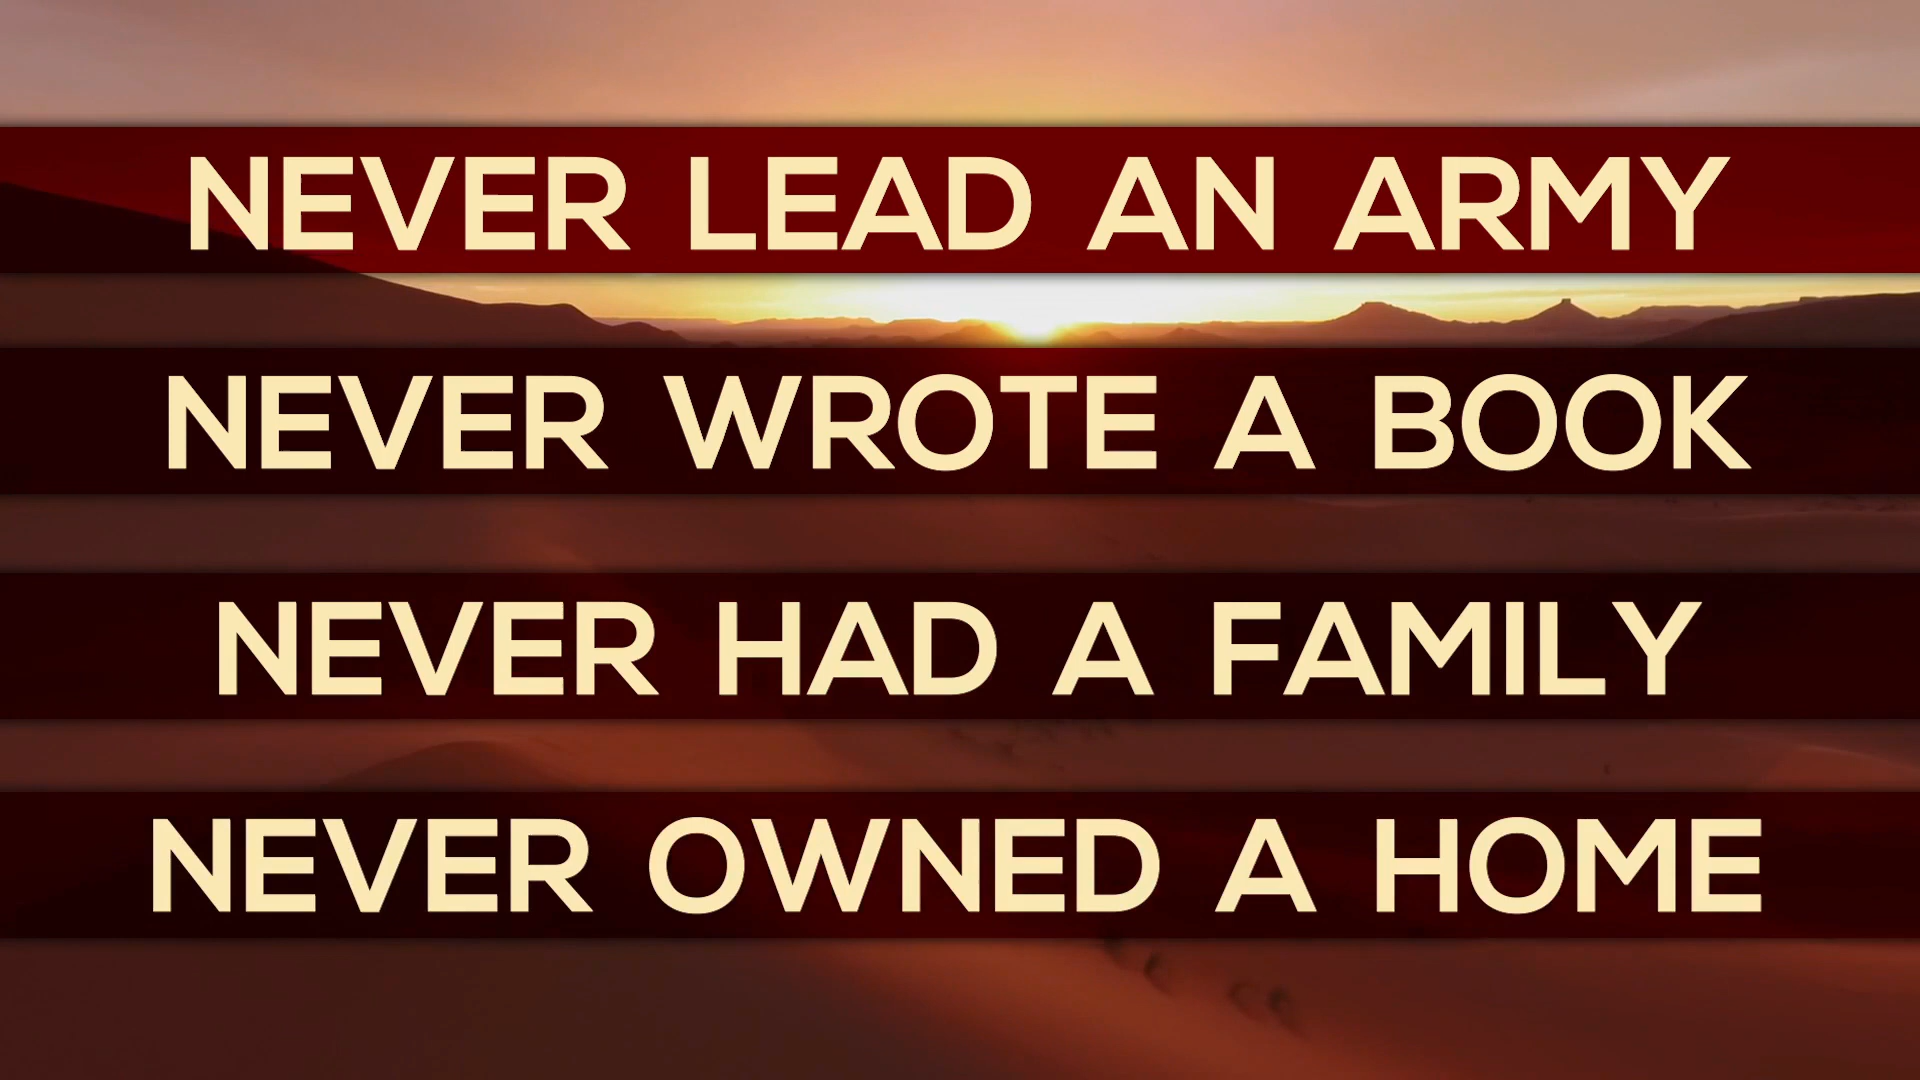 NEVER LEAD AN ARMY
NEVER WROTE A BOOK
NEVER HAD A FAMILY
NEVER OWNED A HOME